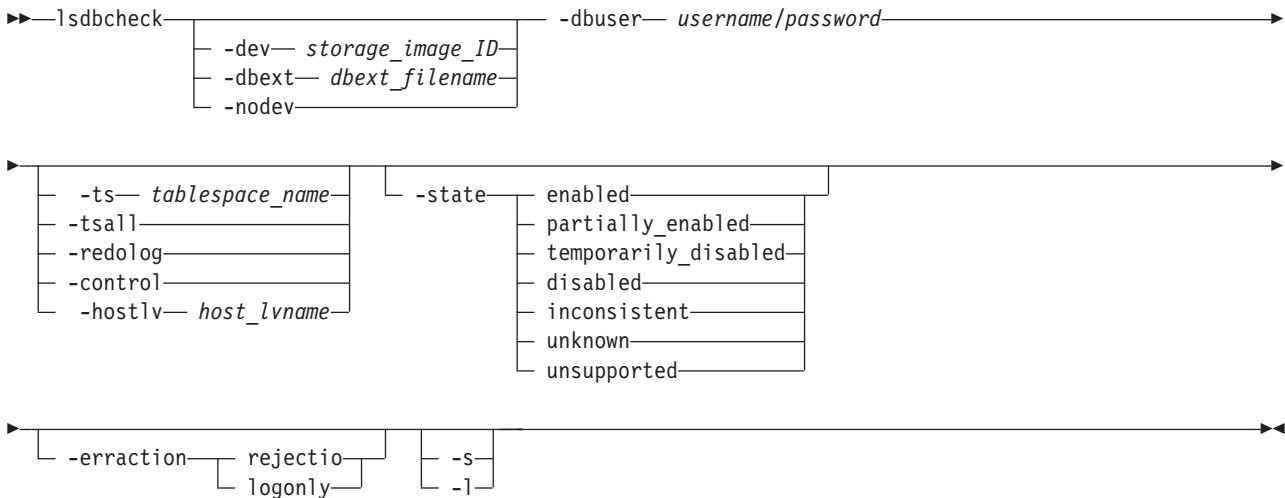 lsdbcheck -dbuser username/password
-dev storage_image_ID
-dbext dbext_filename
-nodev
-ts tablespace_name
-tsall
-redolog
-control
-hostlv host_lvname
-state enabled
partially_enabled
temporarily_disabled
disabled
inconsistent
unknown
unsupported
-erraction rejectio
logonly
-s
-l